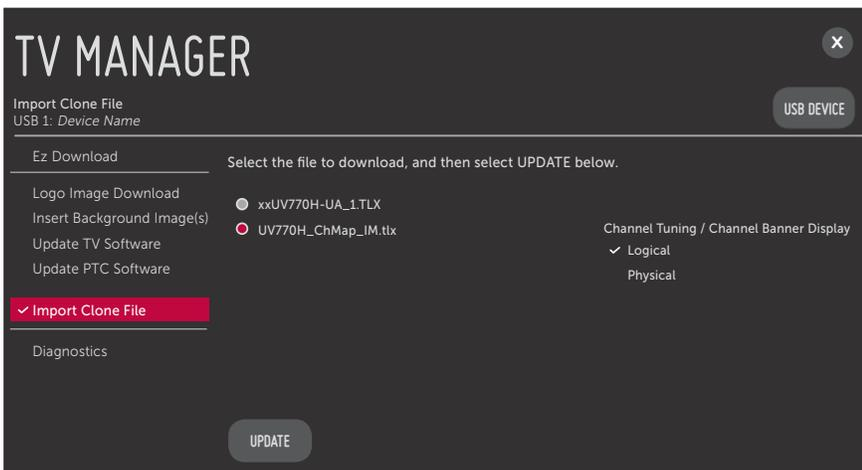 TV MANAGER
X
Import Clone File
USB 1: Device Name
USB DEVICE
Ez Download
Select the file to download, and then select UPDATE below.
Logo Image Download
Insert Background Image(s)
Update TV Software
Update PTC Software
Import Clone File
Diagnostics
xxUV770H-UA_1.TLX
UV770H_ChMap_IM.tlx
Channel Tuning / Channel Banner Display
Logical
Physical
UPDATE